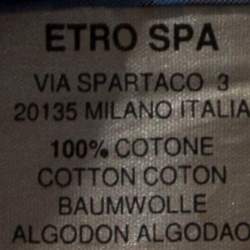 ETRO SPA
VIA SPARTACO 3
20135 MILANO ITALIA
100% COTONE
COTTON COTON
BAUMWOLLE
ALGODON ALGODAO